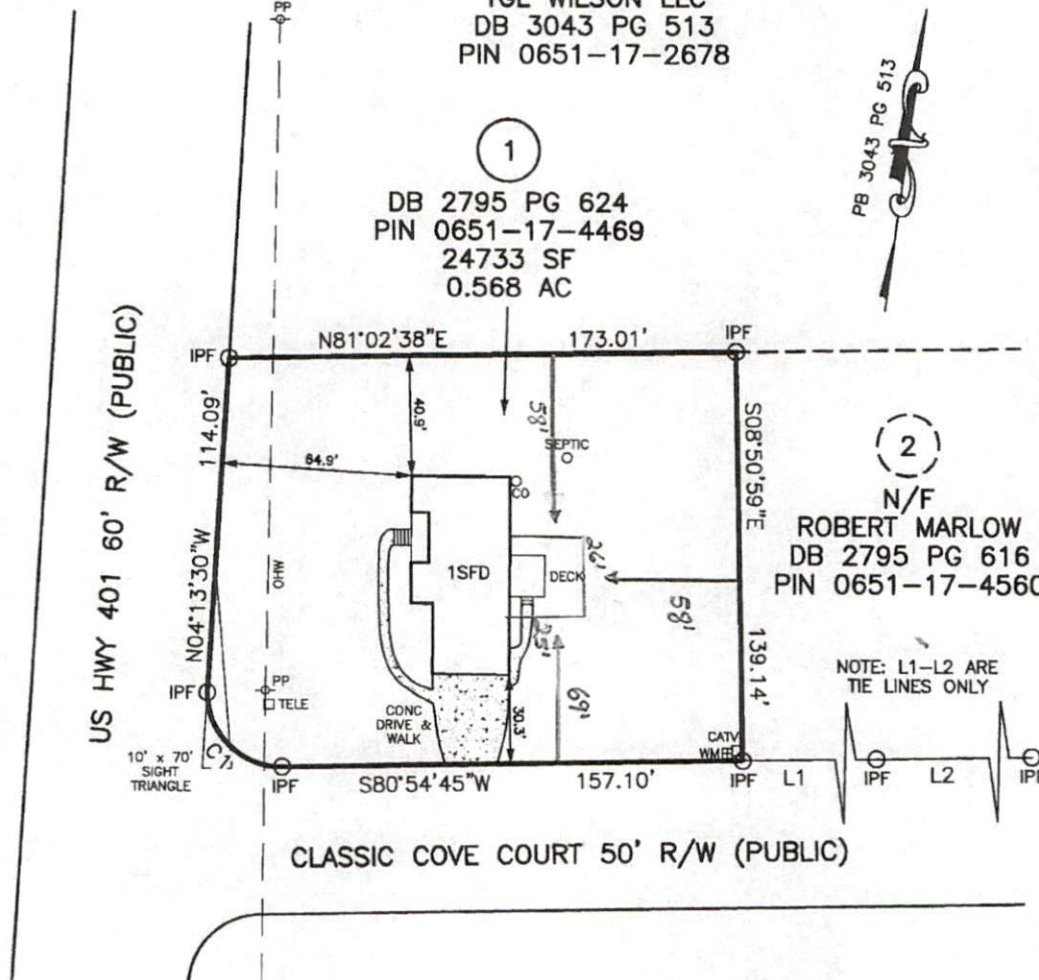 DB 3043 PG 513
PIN 0651-17-2678
PP
PB 3043 PG 513
1
DB 2795 PG 624
PIN 0651-17-4469
24733 SF
0.568 AC
US HWY 401 60' R/W (PUBLIC)
IPF
N81°02'38"E
173.01'
IPF
114.09'
N04°13'30"W
40.9'
64.9'
58'
SEPTIC
CO
S08°50'59"E
139.14'
2
N/F
ROBERT MARLOW
DB 2795 PG 616
PIN 0651-17-4560
OHW
1SFD
DECK
26'
25'
58'
69'
NOTE: L1-L2 ARE
TIE LINES ONLY
IPF
PP
TELE
CONC
DRIVE &
WALK
30.3'
CATV
WM
10' x 70'
SIGHT
TRIANGLE
IPF
S80°54'45"W
157.10'
IPF
L1
IPF
L2
IPF
CLASSIC COVE COURT 50' R/W (PUBLIC)